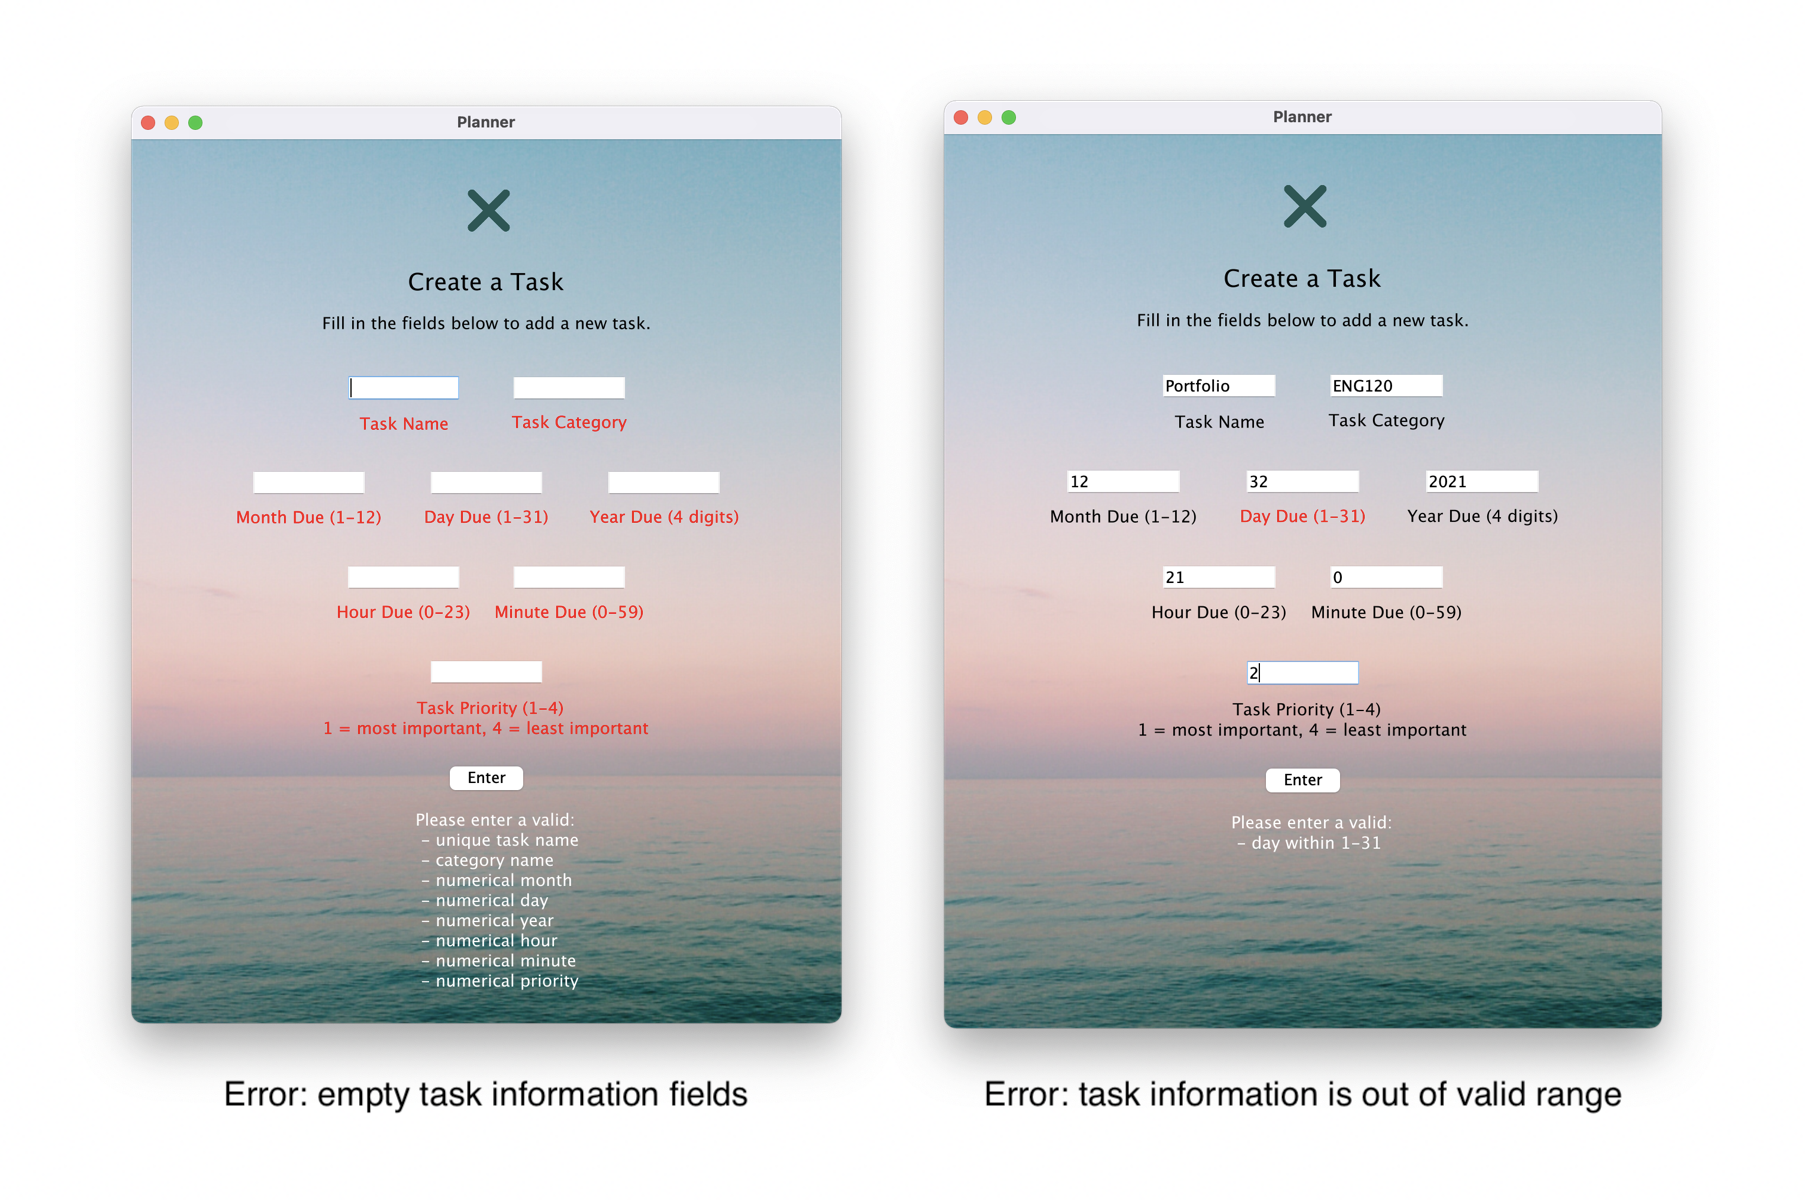 Planner
Create a Task
Fill in the fields below to add a new task.
Task Name
Task Category
Month Due (1-12)
Day Due (1-31)
Year Due (4 digits)
Hour Due (0-23)
Minute Due (0-59)
Task Priority (1-4)
1 = most important, 4 = least important
Enter
Please enter a valid:
- unique task name
- category name
- numerical month
- numerical day
- numerical year
- numerical hour
- numerical minute
- numerical priority
Error: empty task information fields
Planner
Create a Task
Fill in the fields below to add a new task.
Portfolio
ENG120
Task Name
Task Category
12
32
2021
Month Due (1-12)
Day Due (1-31)
Year Due (4 digits)
21
0
Hour Due (0-23)
Minute Due (0-59)
2
Task Priority (1-4)
1 = most important, 4 = least important
Enter
Please enter a valid:
- day within 1-31
Error: task information is out of valid range